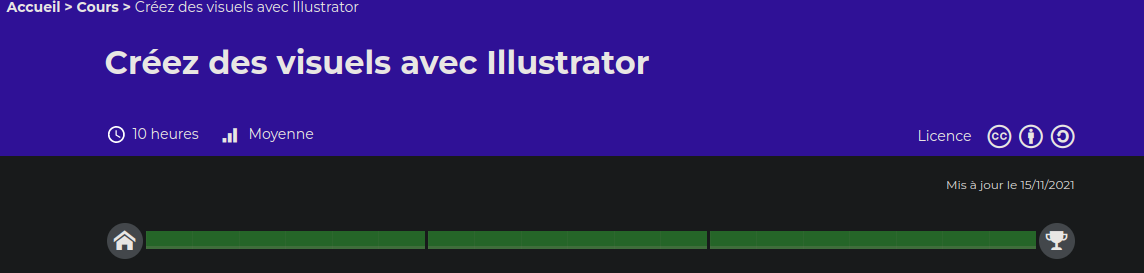 Accueil > Cours > Créez des visuels avec Illustrator
Créez des visuels avec Illustrator
10 heures Moyenne Licence cc
Mis à jour le 15/11/2021